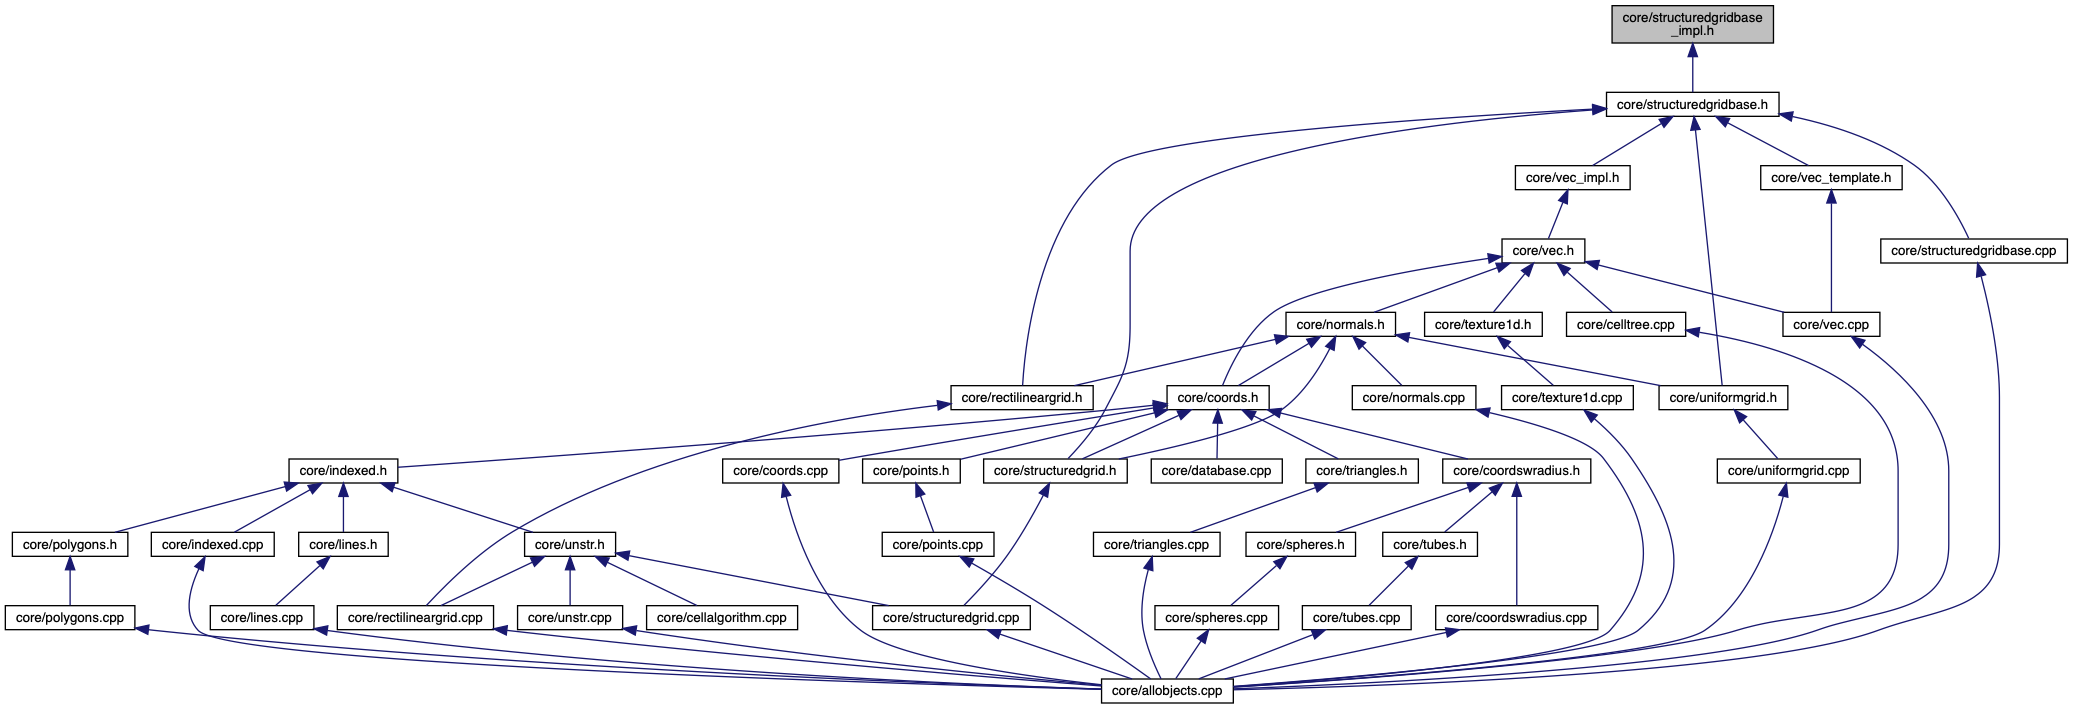 core/structuredgridbase
_impl.h
core/structuredgridbase.h
core/vec_impl.h
core/vec_template.h
core/vec.h
core/structuredgridbase.cpp
core/normals.h
core/texture1d.h
core/celltree.cpp
core/vec.cpp
core/rectilineargrid.h
core/coords.h
core/normals.cpp
core/texture1d.cpp
core/uniformgrid.h
core/indexed.h
core/coords.cpp
core/points.h
core/structuredgrid.h
core/database.cpp
core/triangles.h
core/coordswradius.h
core/uniformgrid.cpp
core/polygons.h
core/indexed.cpp
core/lines.h
core/unstr.h
core/points.cpp
core/triangles.cpp
core/spheres.h
core/tubes.h
core/polygons.cpp
core/lines.cpp
core/rectilineargrid.cpp
core/unstr.cpp
core/cellalgorithm.cpp
core/structuredgrid.cpp
core/spheres.cpp
core/tubes.cpp
core/coordswradius.cpp
core/allobjects.cpp